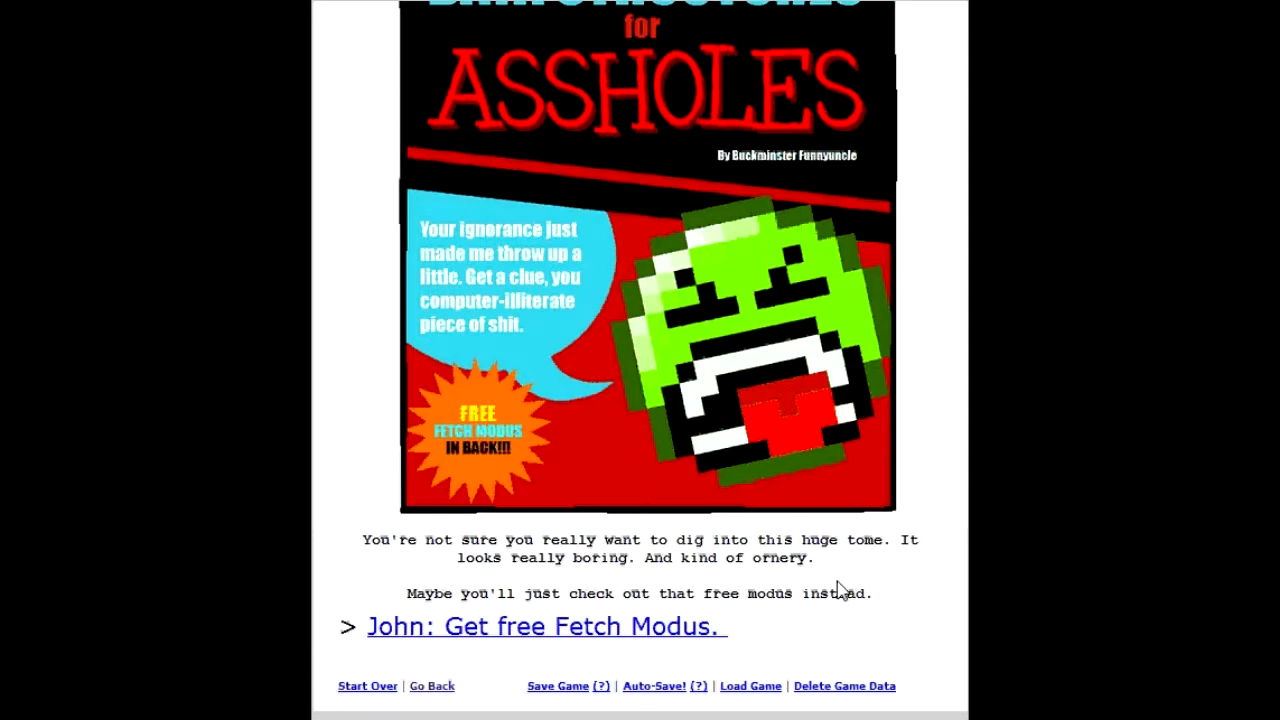 for
ASSHOLES
By Buckminster Funnyuncle
Your ignorance just
made me throw up a
little. Get a clue, you
computer-illiterate
piece of shit.
FREE
FETCH MODUS
IN BACK!!!
You're not sure you really want to dig into this huge tome. It
looks really boring. And kind of ornery.
Maybe you'll just check out that free modus instead.
> John: Get free Fetch Modus.
Start Over | Go Back
Save Game (?) | Auto-Save! (?) | Load Game | Delete Game Data